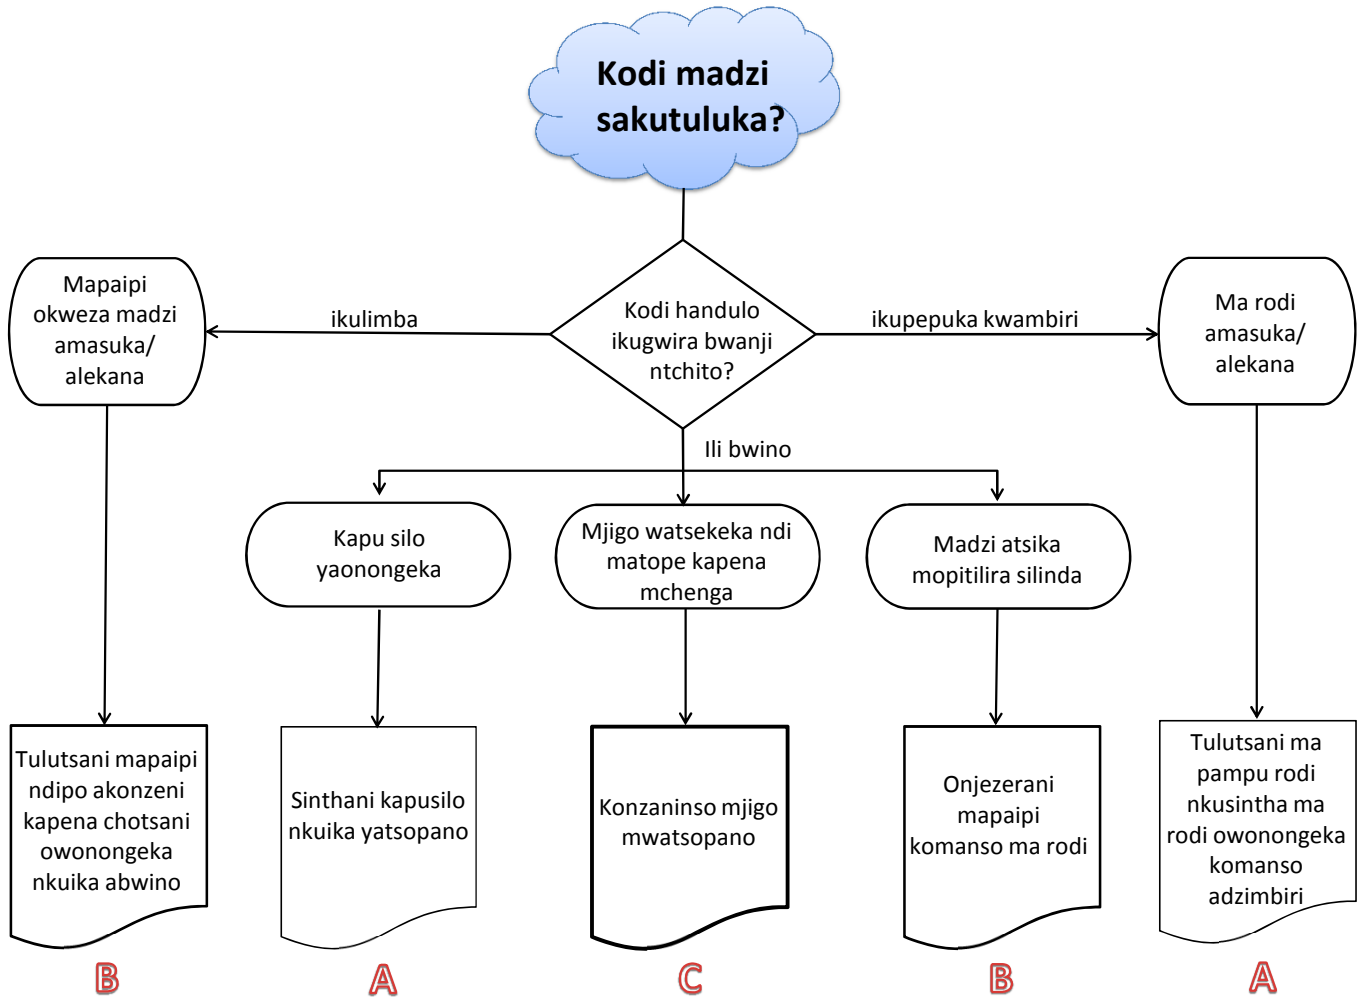 Kodi madzi
sakutuluka?
Mapaipi
okweza madzi
amasuka/
alekana
ikulimba
Kodi handulo
ikugwira bwanji
ntchito?
ikupepuka kwambiri
Ma rodi
amasuka/
alekana
Ili bwino
Kapu silo
yaonongeka
Mjigo watsekeka ndi
matope kapena
mchenga
Madzi atsika
mopitilira silinda
Tulutsani mapaipi
ndipo akonzeni
kapena chotsani
owonongeka
nkuika abwino
Sinthani kapusilo
nkuika yatsopano
Konzaninso mjigo
mwatsopano
Onjezerani
mapaipi
komanso ma rodi
Tulutsani ma
pampu rodi
nkusintha ma
rodi owonongeka
komanso
adzimbiri
B
A
C
B
A